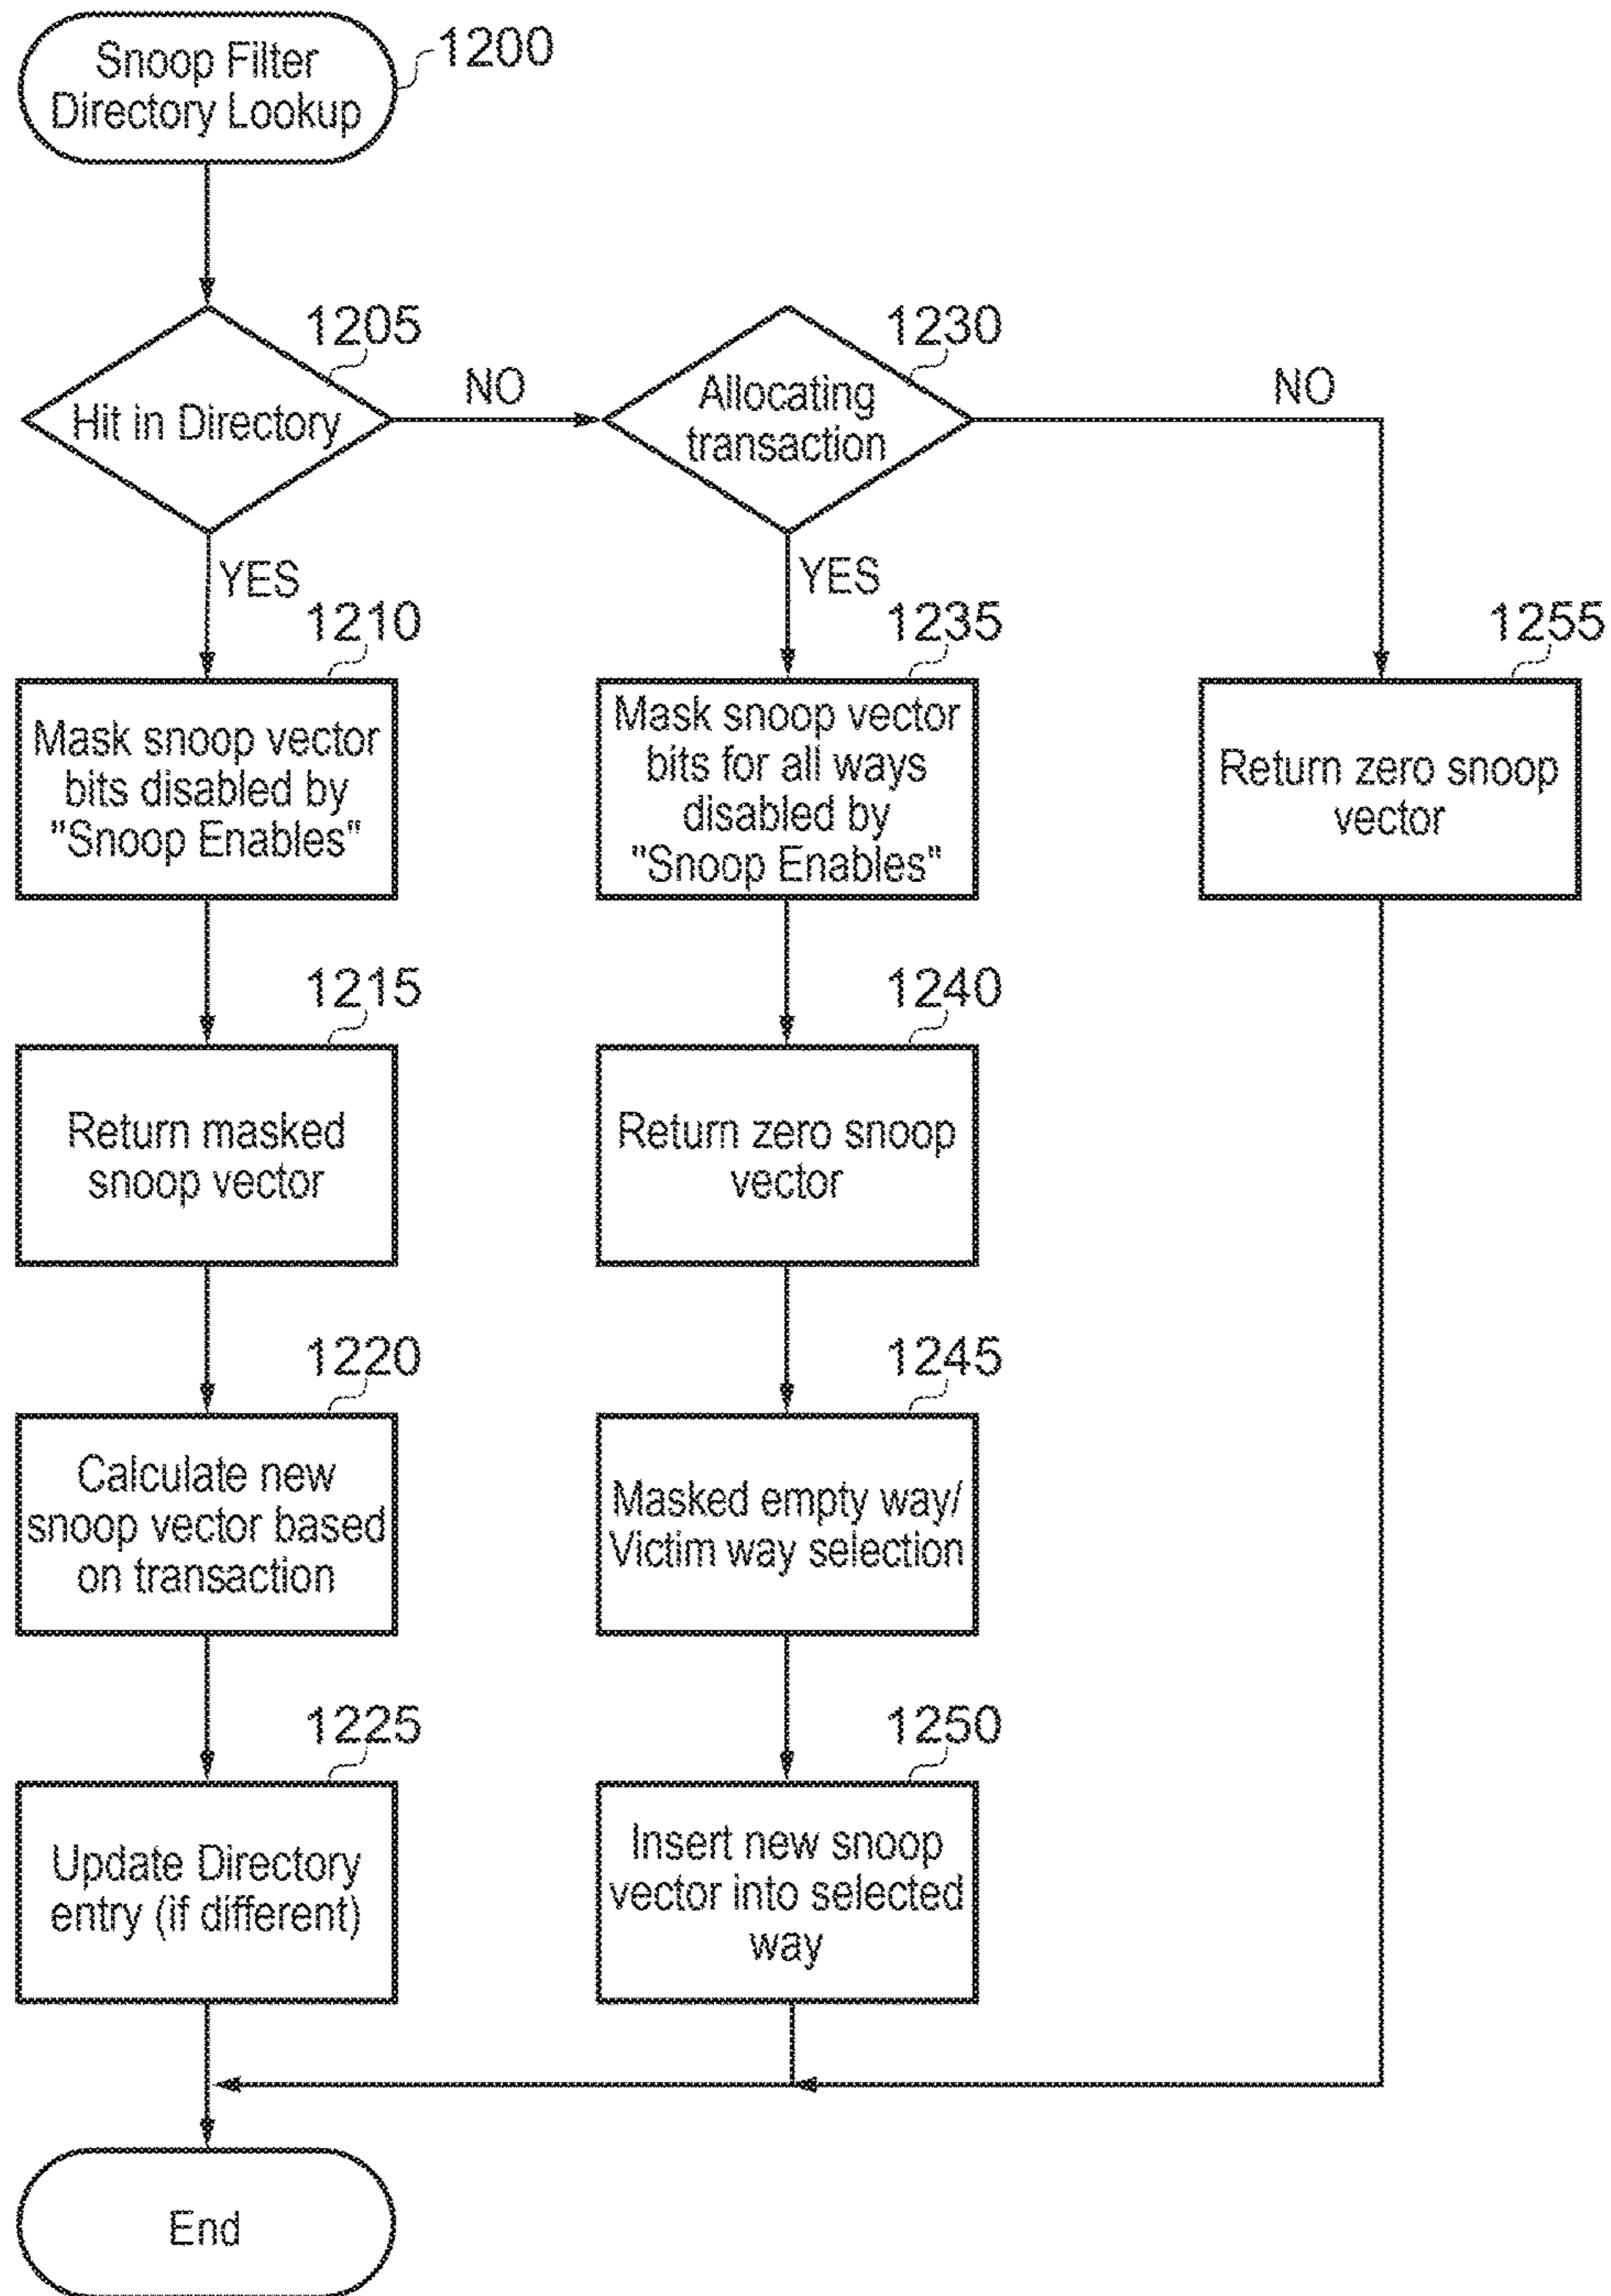 Snoop Filter
Directory Lookup
1200
1205
Hit in Directory
NO
YES
1230
Allocating
transaction
NO
YES
1210
Mask snoop vector
bits disabled by
"Snoop Enables"
1235
Mask snoop vector
bits for all ways
disabled by
"Snoop Enables"
1255
Return zero snoop
vector
1215
Return masked
snoop vector
1240
Return zero snoop
vector
1220
Calculate new
snoop vector based
on transaction
1245
Masked empty way/
Victim way selection
1225
Update Directory
entry (if different)
1250
Insert new snoop
vector into selected
way
End